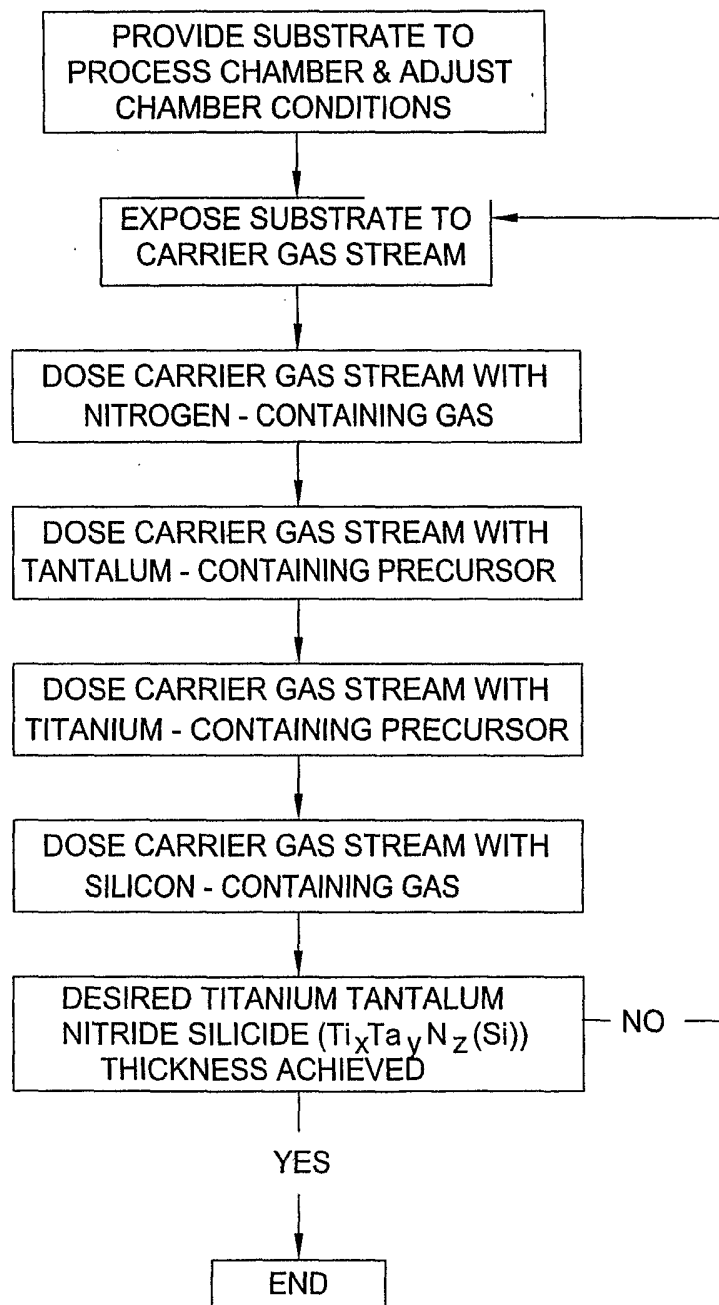 PROVIDE SUBSTRATE TO
PROCESS CHAMBER & ADJUST
CHAMBER CONDITIONS
EXPOSE SUBSTRATE TO
CARRIER GAS STREAM
DOSE CARRIER GAS STREAM WITH
NITROGEN - CONTAINING GAS
DOSE CARRIER GAS STREAM WITH
TANTALUM - CONTAINING PRECURSOR
DOSE CARRIER GAS STREAM WITH
TITANIUM - CONTAINING PRECURSOR
DOSE CARRIER GAS STREAM WITH
SILICON - CONTAINING GAS
DESIRED TITANIUM TANTALUM
NITRIDE SILICIDE (TixTayNz(Si))
THICKNESS ACHIEVED
NO
YES
END